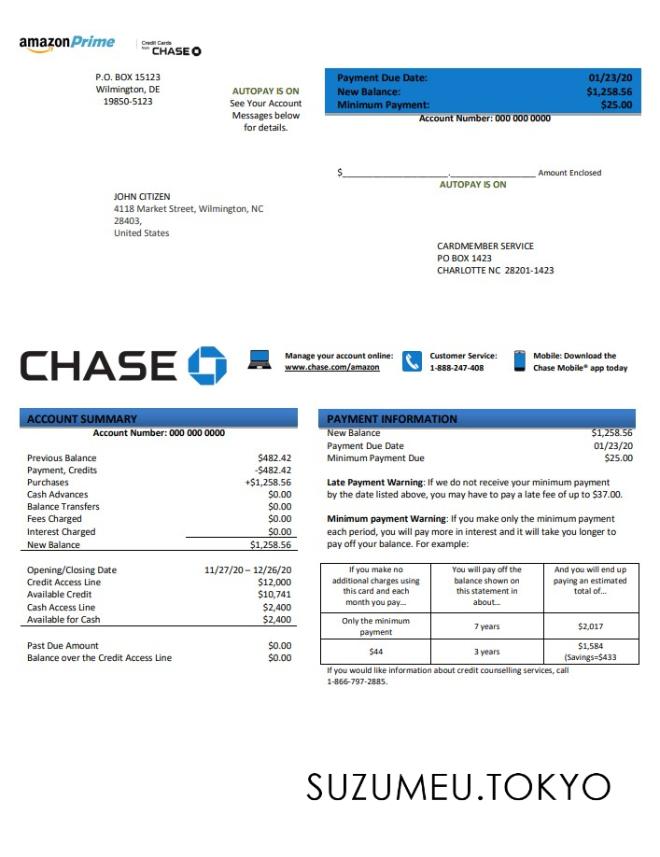 amazonPrime
Credit Cards
from CHASE
P.O. BOX 15123
Wilmington, DE
19850-5123
AUTOPAY IS ON
See Your Account
Messages below
for details.
Payment Due Date: 01/23/20
New Balance: $1,258.56
Minimum Payment: $25.00
Account Number: 000 000 0000
$_______________________.__________________ Amount Enclosed
AUTOPAY IS ON
JOHN CITIZEN
4118 Market Street, Wilmington, NC
28403,
United States
CARDMEMBER SERVICE
PO BOX 1423
CHARLOTTE NC 28201-1423
CHASE
Manage your account online:
www.chase.com/amazon
Customer Service:
1-888-247-408
Mobile: Download the
Chase Mobile® app today
ACCOUNT SUMMARY
Account Number: 000 000 0000
Previous Balance $482.42
Payment, Credits -$482.42
Purchases +$1,258.56
Cash Advances $0.00
Balance Transfers $0.00
Fees Charged $0.00
Interest Charged $0.00
New Balance $1,258.56
Opening/Closing Date 11/27/20 – 12/26/20
Credit Access Line $12,000
Available Credit $10,741
Cash Access Line $2,400
Available for Cash $2,400
Past Due Amount $0.00
Balance over the Credit Access Line $0.00
PAYMENT INFORMATION
New Balance $1,258.56
Payment Due Date 01/23/20
Minimum Payment Due $25.00
Late Payment Warning: If we do not receive your minimum payment
by the date listed above, you may have to pay a late fee of up to $37.00.
Minimum payment Warning: If you make only the minimum payment
each period, you will pay more in interest and it will take you longer to
pay off your balance. For example:
If you make no
additional charges using
this card and each
month you pay...
You will pay off the
balance shown on
this statement in
about...
And you will end up
paying an estimated
total of...
Only the minimum
payment
7 years
$2,017
$44
3 years
$1,584
(Savings=$433
If you would like information about credit counselling services, call
1-866-797-2885.
SUZUMEU.TOKYO